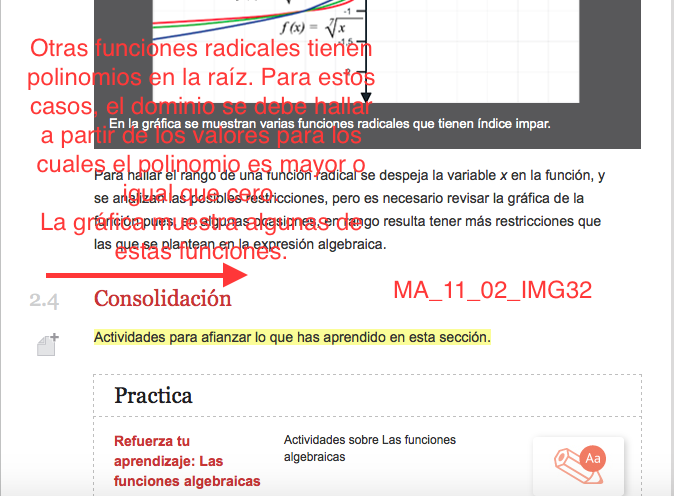 -1
f(x) = ⁷√x
-1.5
Otras funciones radicales tienen
polinomios en la raíz. Para estos
casos, el dominio se debe hallar
a partir de los valores para los
cuales el polinomio es mayor o
igual que cero.
La gráfica muestra algunas de
estas funciones.
En la gráfica se muestran varias funciones radicales que tienen índice impar.
Para hallar el rango de una función radical se despeja la variable x en la función, y
se analizan las posibles restricciones, pero es necesario revisar la gráfica de la
función pues, en algunas ocasiones, en rango resulta tener más restricciones que
las que se plantean en la expresión algebraica.
MA_11_02_IMG32
2.4 Consolidación
Actividades para afianzar lo que has aprendido en esta sección.
Practica
Refuerza tu
aprendizaje: Las
funciones algebraicas
Actividades sobre Las funciones
algebraicas
Aa